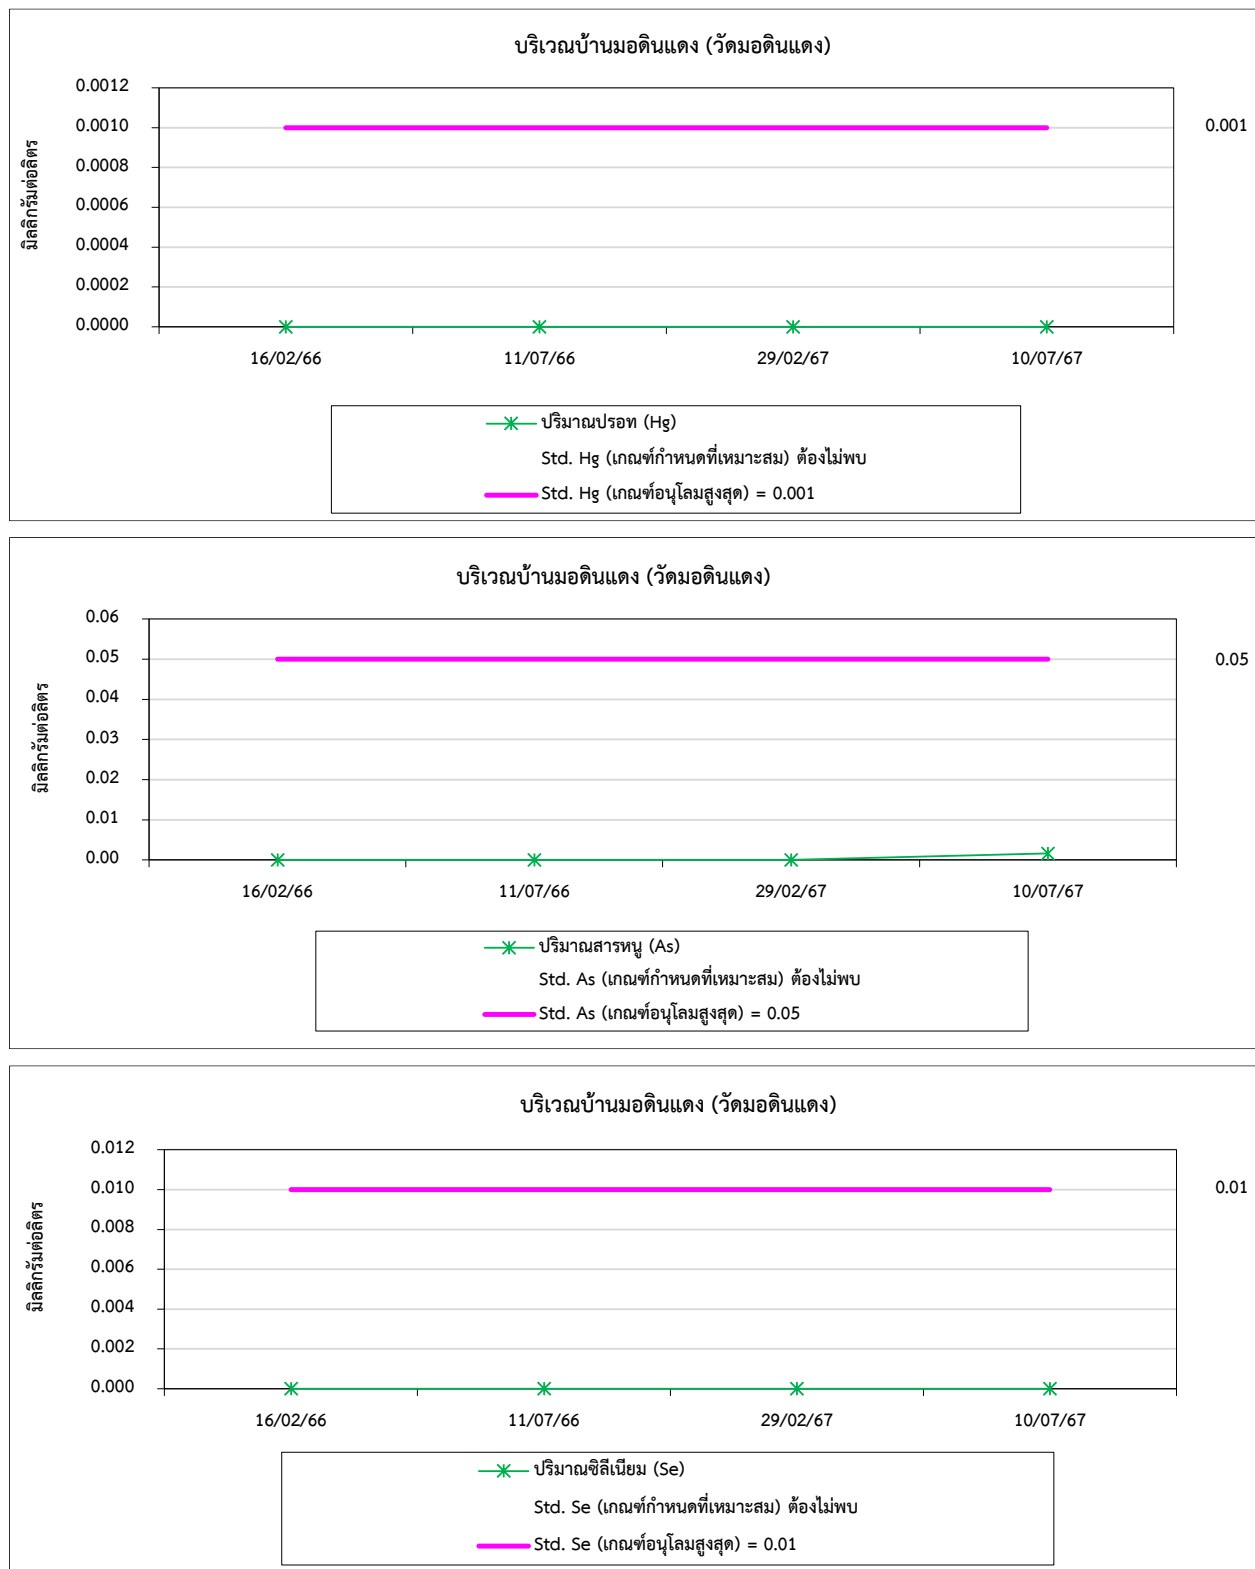 บริเวณบ้านมอดินแดง (วัดมอดินแดง)
0.0012
0.0010
0.001
0.0008
0.0006
0.0004
0.0002
0.0000
มิลลิกรัมต่อลิตร
16/02/66 11/07/66 29/02/67 10/07/67
ปริมาณปรอท (Hg)
Std. Hg (เกณฑ์กำหนดที่เหมาะสม) ต้องไม่พบ
Std. Hg (เกณฑ์อนุโลมสูงสุด) = 0.001
บริเวณบ้านมอดินแดง (วัดมอดินแดง)
0.06
0.05
0.05
0.04
0.03
0.02
0.01
0.00
มิลลิกรัมต่อลิตร
16/02/66 11/07/66 29/02/67 10/07/67
ปริมาณสารหนู (As)
Std. As (เกณฑ์กำหนดที่เหมาะสม) ต้องไม่พบ
Std. As (เกณฑ์อนุโลมสูงสุด) = 0.05
บริเวณบ้านมอดินแดง (วัดมอดินแดง)
0.012
0.010
0.01
0.008
0.006
0.004
0.002
0.000
มิลลิกรัมต่อลิตร
16/02/66 11/07/66 29/02/67 10/07/67
ปริมาณซิลีเนียม (Se)
Std. Se (เกณฑ์กำหนดที่เหมาะสม) ต้องไม่พบ
Std. Se (เกณฑ์อนุโลมสูงสุด) = 0.01